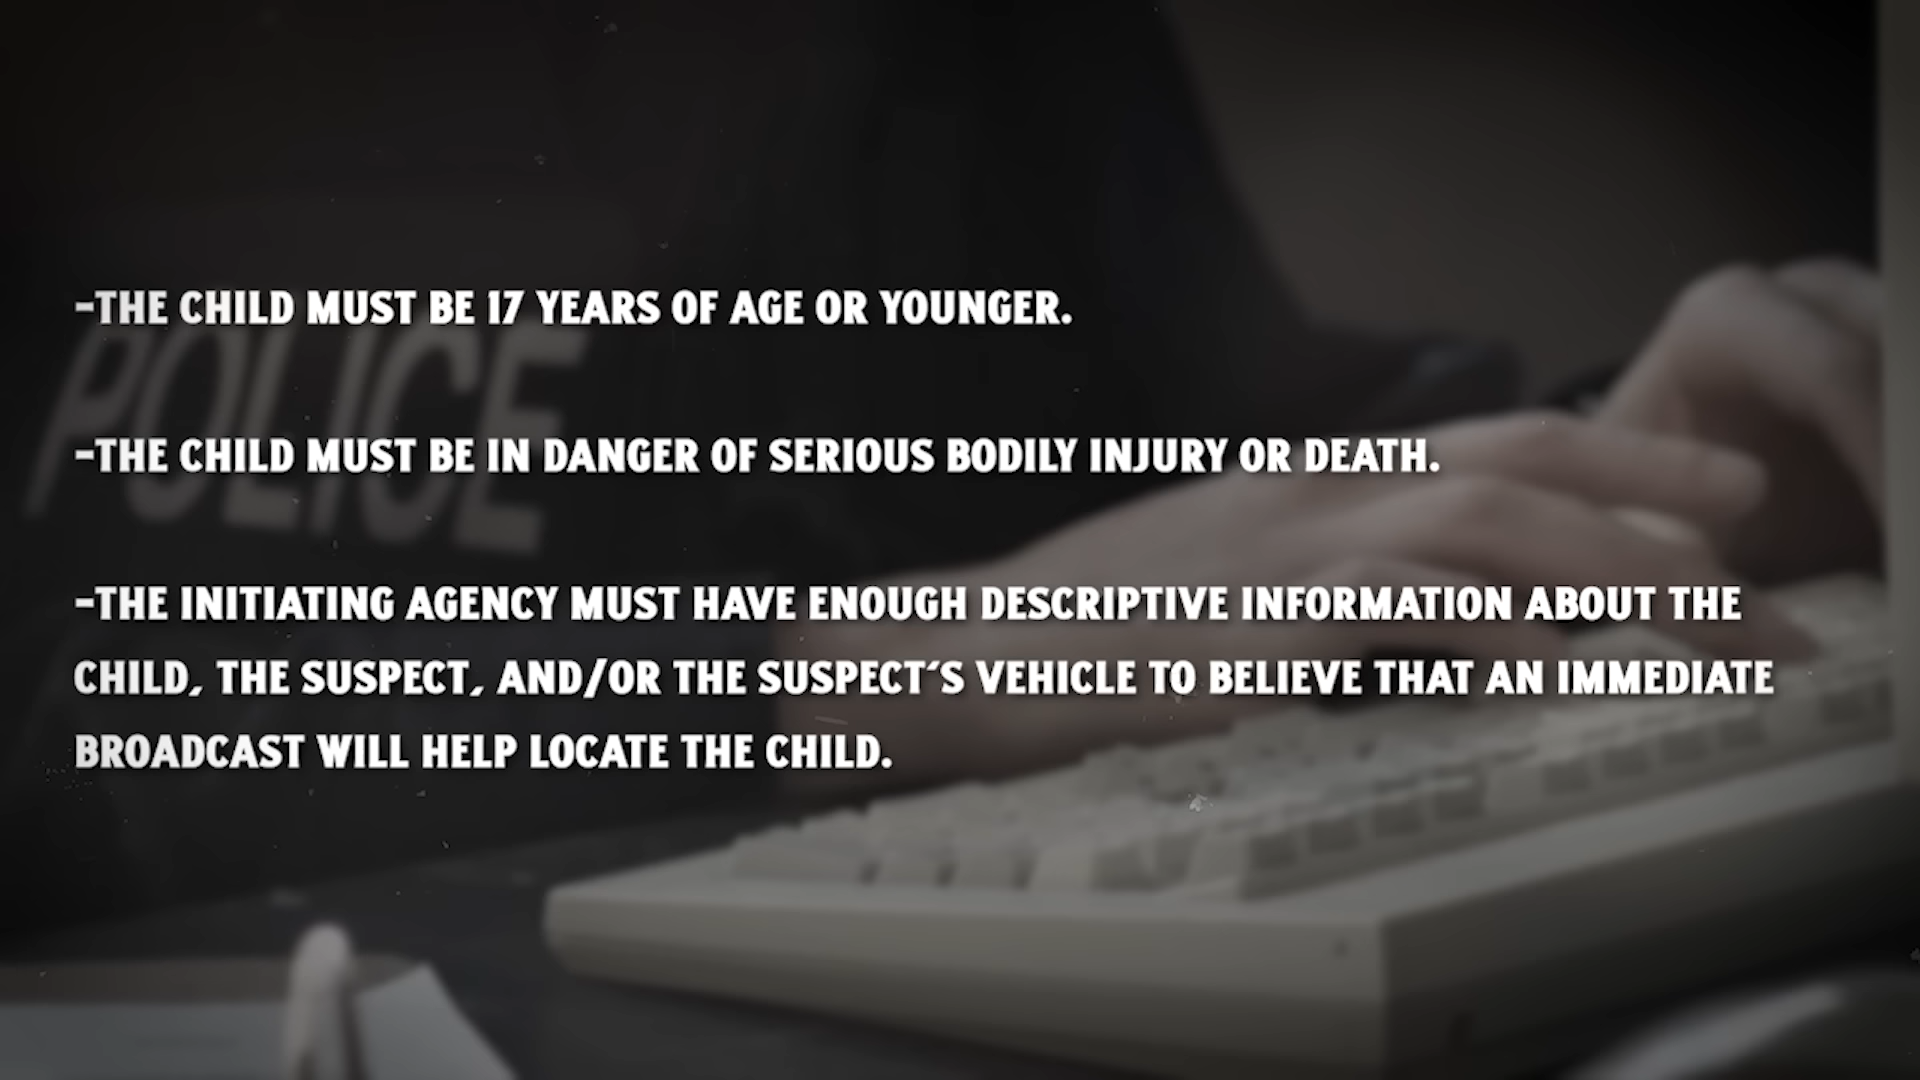 -THE CHILD MUST BE 17 YEARS OF AGE OR YOUNGER.
POLICE
-THE CHILD MUST BE IN DANGER OF SERIOUS BODILY INJURY OR DEATH.
-THE INITIATING AGENCY MUST HAVE ENOUGH DESCRIPTIVE INFORMATION ABOUT THE
CHILD, THE SUSPECT, AND/OR THE SUSPECT'S VEHICLE TO BELIEVE THAT AN IMMEDIATE
BROADCAST WILL HELP LOCATE THE CHILD.